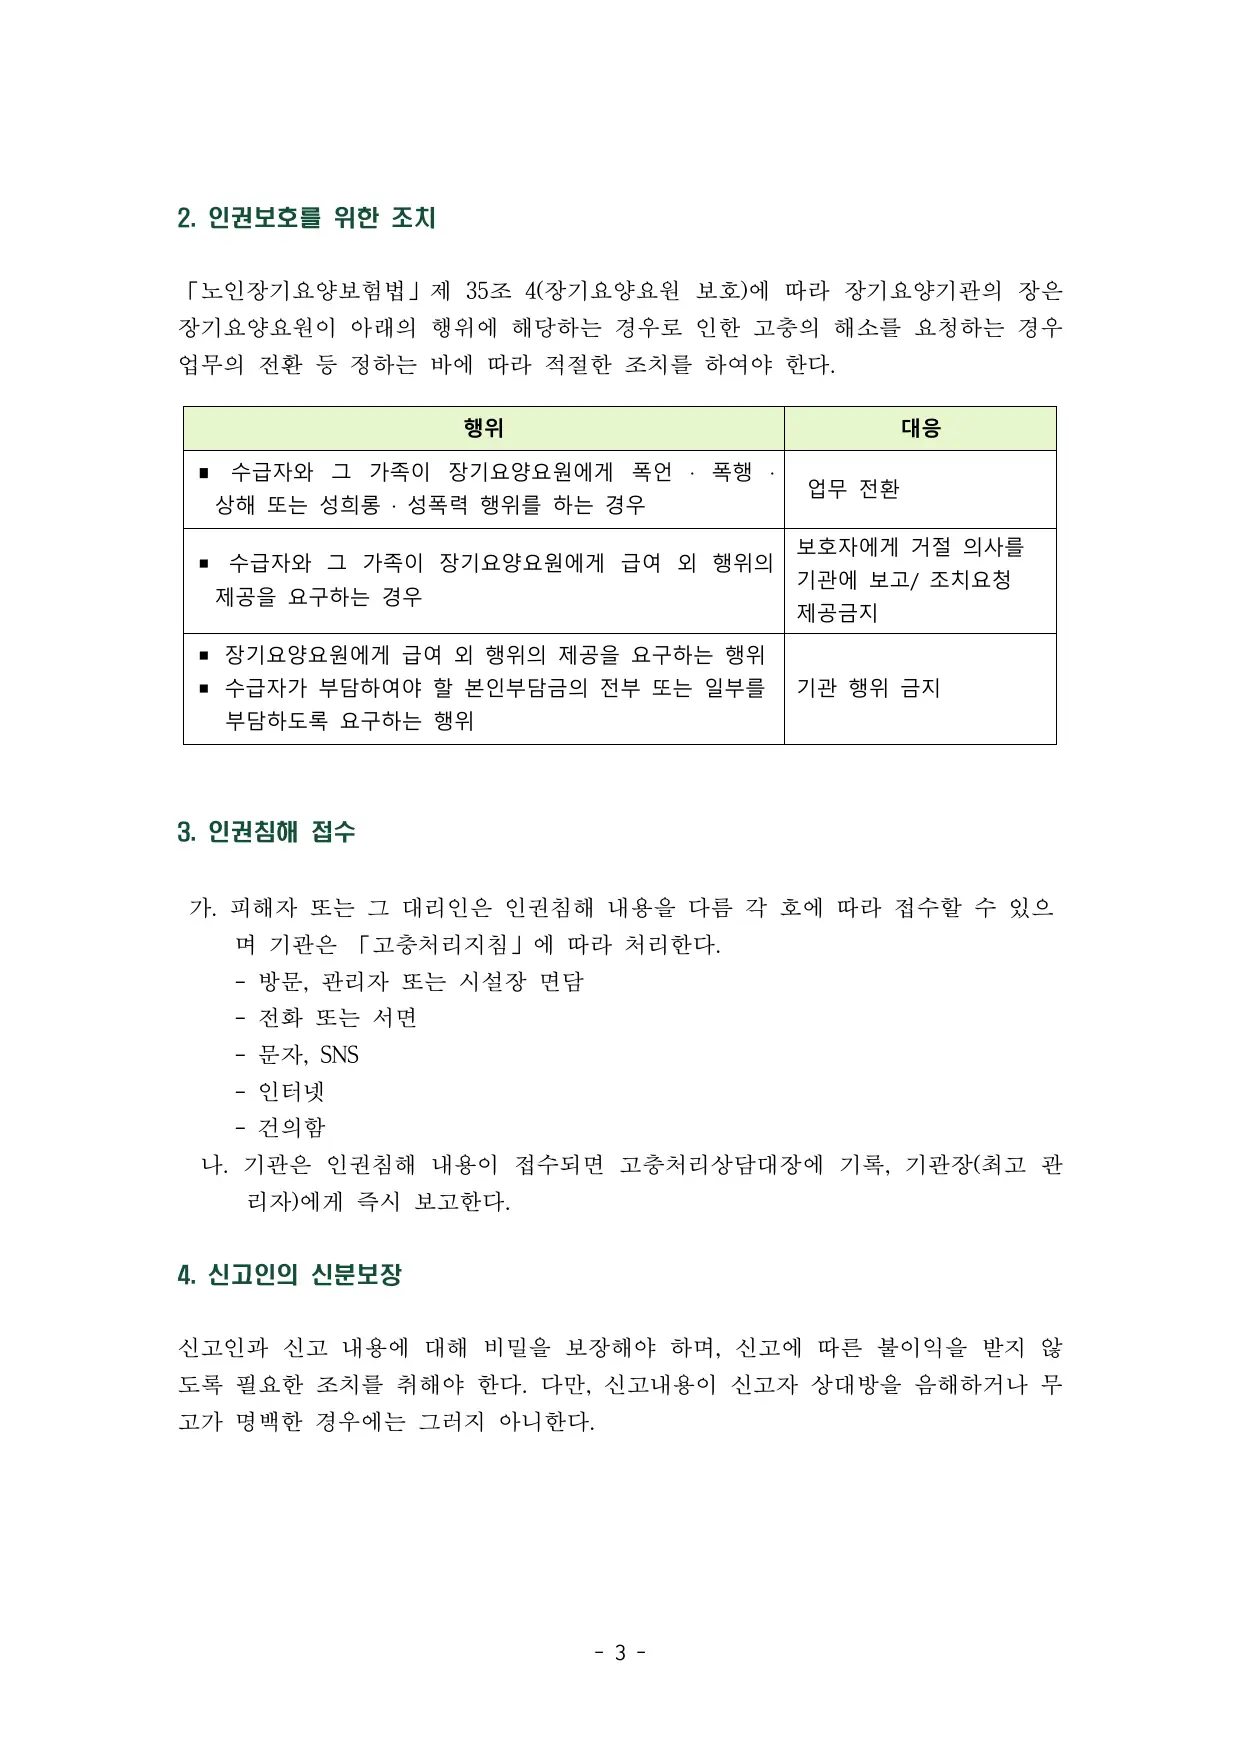 2. 인권보호를 위한 조치
「노인장기요양보험법」제 35조 4(장기요양요원 보호)에 따라 장기요양기관의 장은
장기요양요원이 아래의 행위에 해당하는 경우로 인한 고충의 해소를 요청하는 경우
업무의 전환 등 정하는 바에 따라 적절한 조치를 하여야 한다.
행위
대응
■ 수급자와 그 가족이 장기요양요원에게 폭언 · 폭행 ·
상해 또는 성희롱 · 성폭력 행위를 하는 경우
업무 전환
■ 수급자와 그 가족이 장기요양요원에게 급여 외 행위의
제공을 요구하는 경우
보호자에게 거절 의사를
기관에 보고/ 조치요청
제공금지
■ 장기요양요원에게 급여 외 행위의 제공을 요구하는 행위
■ 수급자가 부담하여야 할 본인부담금의 전부 또는 일부를
부담하도록 요구하는 행위
기관 행위 금지
3. 인권침해 접수
가. 피해자 또는 그 대리인은 인권침해 내용을 다름 각 호에 따라 접수할 수 있으
며 기관은 「고충처리지침」에 따라 처리한다.
- 방문, 관리자 또는 시설장 면담
- 전화 또는 서면
- 문자, SNS
- 인터넷
- 건의함
나. 기관은 인권침해 내용이 접수되면 고충처리상담대장에 기록, 기관장(최고 관
리자)에게 즉시 보고한다.
4. 신고인의 신분보장
신고인과 신고 내용에 대해 비밀을 보장해야 하며, 신고에 따른 불이익을 받지 않
도록 필요한 조치를 취해야 한다. 다만, 신고내용이 신고자 상대방을 음해하거나 무
고가 명백한 경우에는 그러지 아니한다.
- 3 -